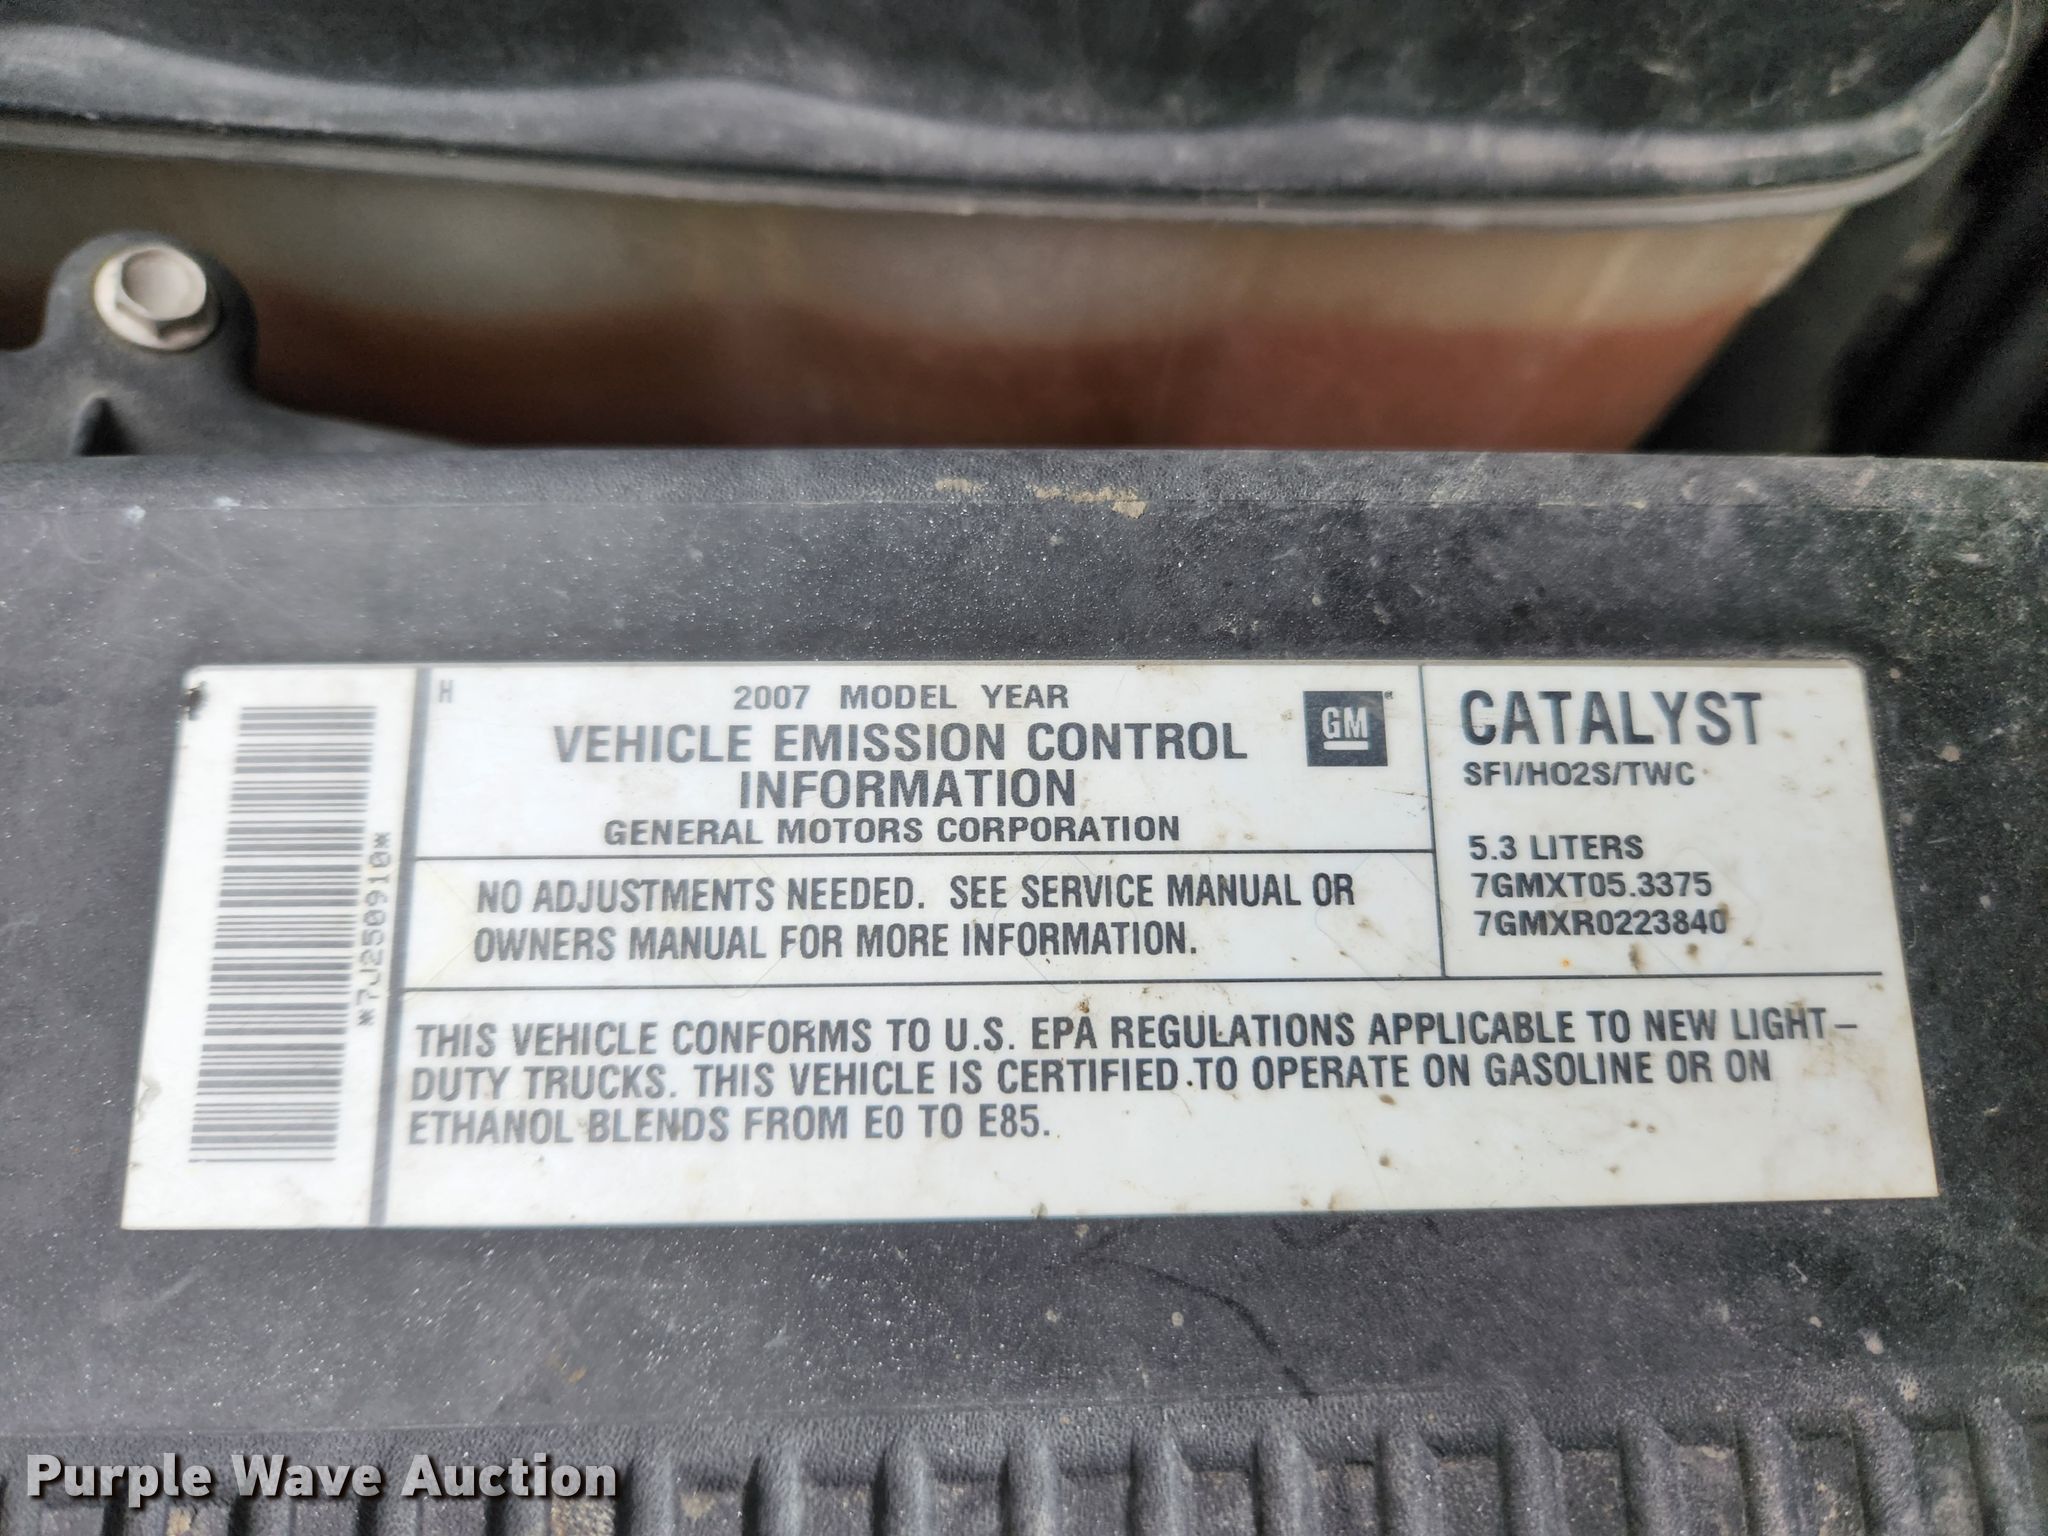 *7J250910*
H
2007 MODEL YEAR
VEHICLE EMISSION CONTROL
INFORMATION
GENERAL MOTORS CORPORATION
GM
CATALYST
SFI/HO2S/TWC
5.3 LITERS
7GMXT05.3375
7GMXR0223840
NO ADJUSTMENTS NEEDED. SEE SERVICE MANUAL OR
OWNERS MANUAL FOR MORE INFORMATION.
THIS VEHICLE CONFORMS TO U.S. EPA REGULATIONS APPLICABLE TO NEW LIGHT-
DUTY TRUCKS. THIS VEHICLE IS CERTIFIED TO OPERATE ON GASOLINE OR ON
ETHANOL BLENDS FROM E0 TO E85.
Purple Wave Auction